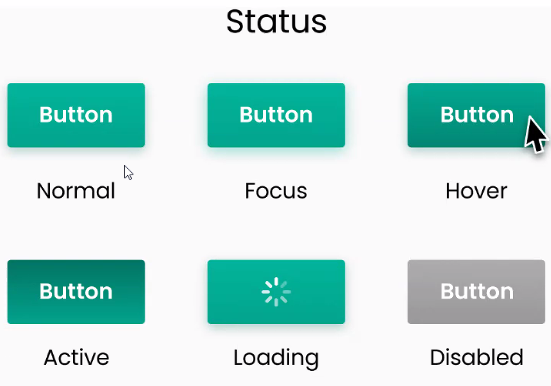 Status
Button Button Button
Normal Focus Hover
Button Button
Active Loading Disabled